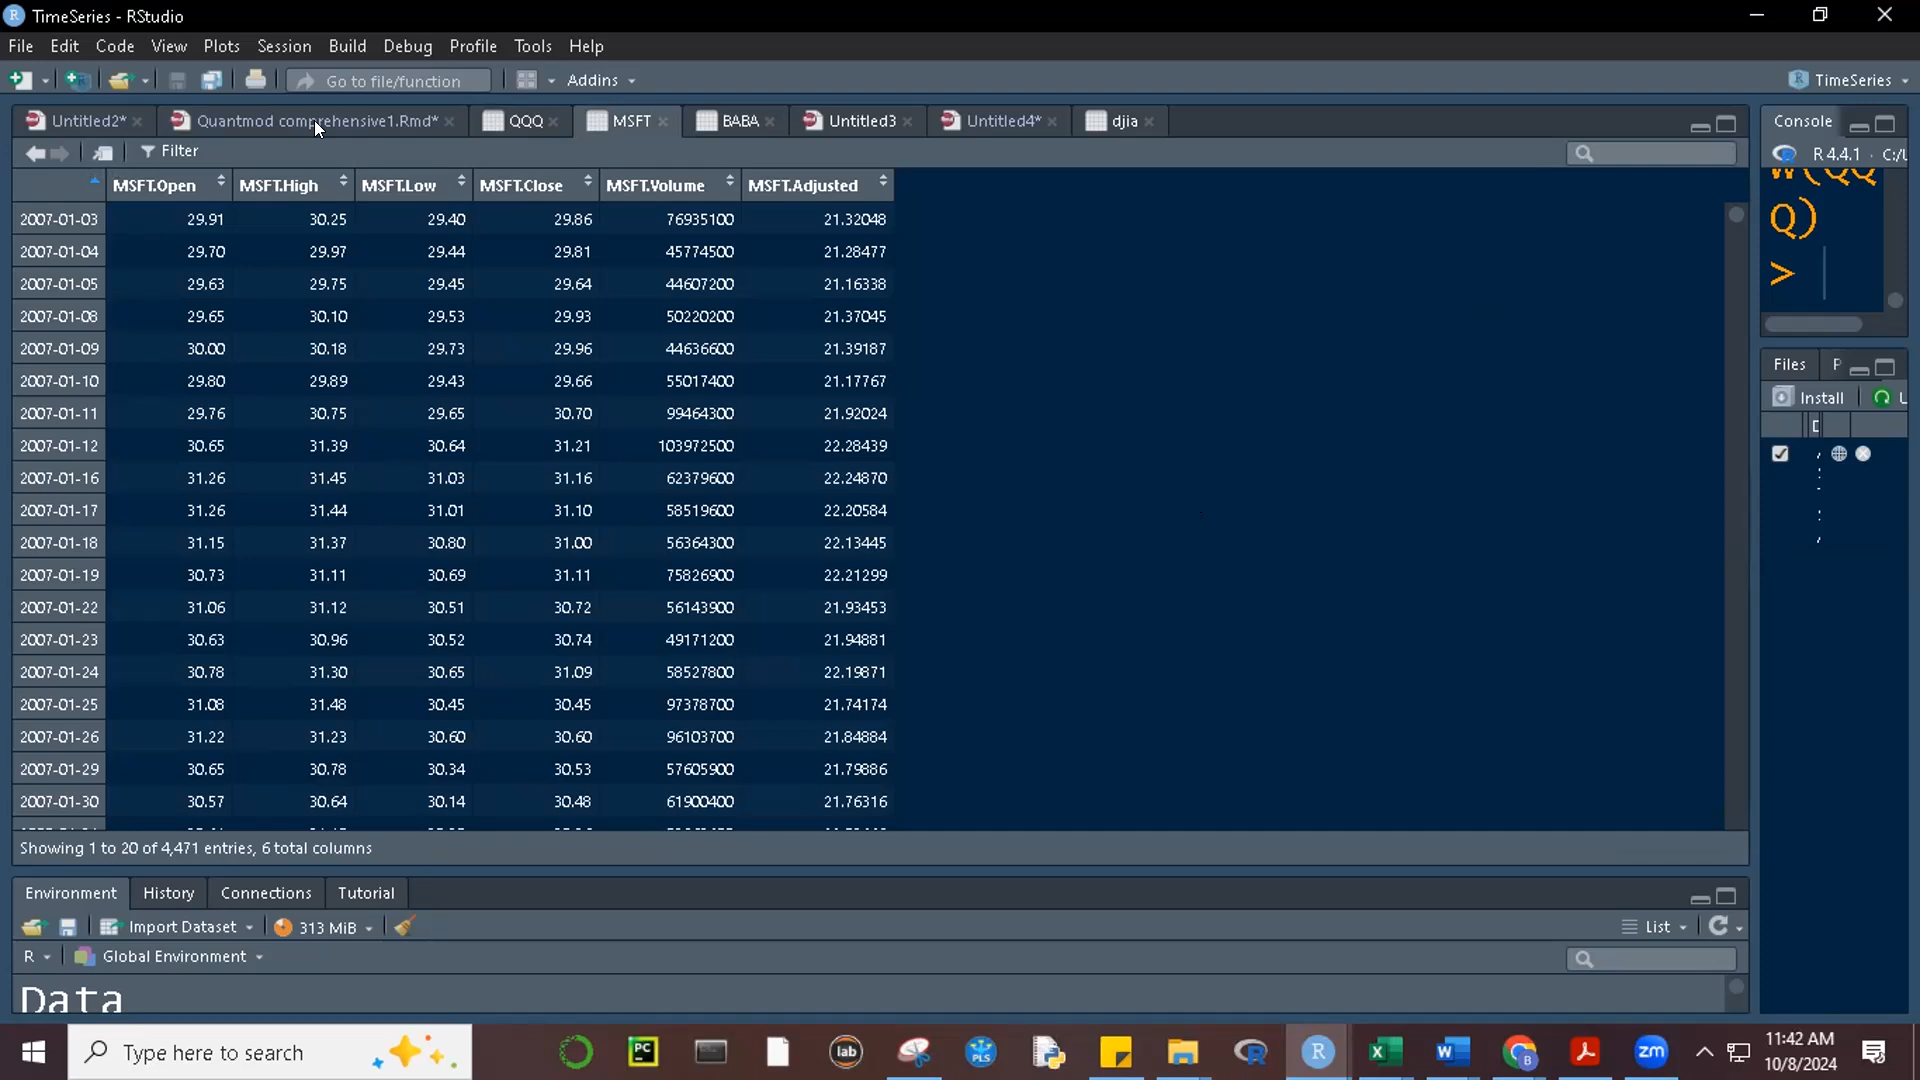 TimeSeries - RStudio
File Edit Code View Plots Session Build Debug Profile Tools Help
Go to file/function Addins TimeSeries
Untitled2* Quantmod comprehensive1.Rmd* QQQ MSFT BABA Untitled3 Untitled4* djia
Filter
MSFT.Open MSFT.High MSFT.Low MSFT.Close MSFT.Volume MSFT.Adjusted
2007-01-03 29.91 30.25 29.40 29.86 76935100 21.32048
2007-01-04 29.70 29.97 29.44 29.81 45774500 21.28477
2007-01-05 29.63 29.75 29.45 29.64 44607200 21.16338
2007-01-08 29.65 30.10 29.53 29.93 50220200 21.37045
2007-01-09 30.00 30.18 29.73 29.96 44636600 21.39187
2007-01-10 29.80 29.89 29.43 29.66 55017400 21.17767
2007-01-11 29.76 30.75 29.65 30.70 99464300 21.92024
2007-01-12 30.65 31.39 30.64 31.21 103972500 22.28439
2007-01-16 31.26 31.45 31.03 31.16 62379600 22.24870
2007-01-17 31.26 31.44 31.01 31.10 58519600 22.20584
2007-01-18 31.15 31.37 30.80 31.00 56364300 22.13445
2007-01-19 30.73 31.11 30.69 31.11 75826900 22.21299
2007-01-22 31.06 31.12 30.51 30.72 56143900 21.93453
2007-01-23 30.63 30.96 30.52 30.74 49171200 21.94881
2007-01-24 30.78 31.30 30.65 31.09 58527800 22.19871
2007-01-25 31.08 31.48 30.45 30.45 97378700 21.74174
2007-01-26 31.22 31.23 30.60 30.60 96103700 21.84884
2007-01-29 30.65 30.78 30.34 30.53 57605900 21.79886
2007-01-30 30.57 30.64 30.14 30.48 61900400 21.76316
Showing 1 to 20 of 4,471 entries, 6 total columns
Environment History Connections Tutorial
Import Dataset 313 MiB List
R Global Environment
Data
Console
R 4.4.1 · C:/
w(QQ
Q)
>
Files P
Install
Type here to search
PC
lab
PLS
R
W
zm
11:42 AM
10/8/2024